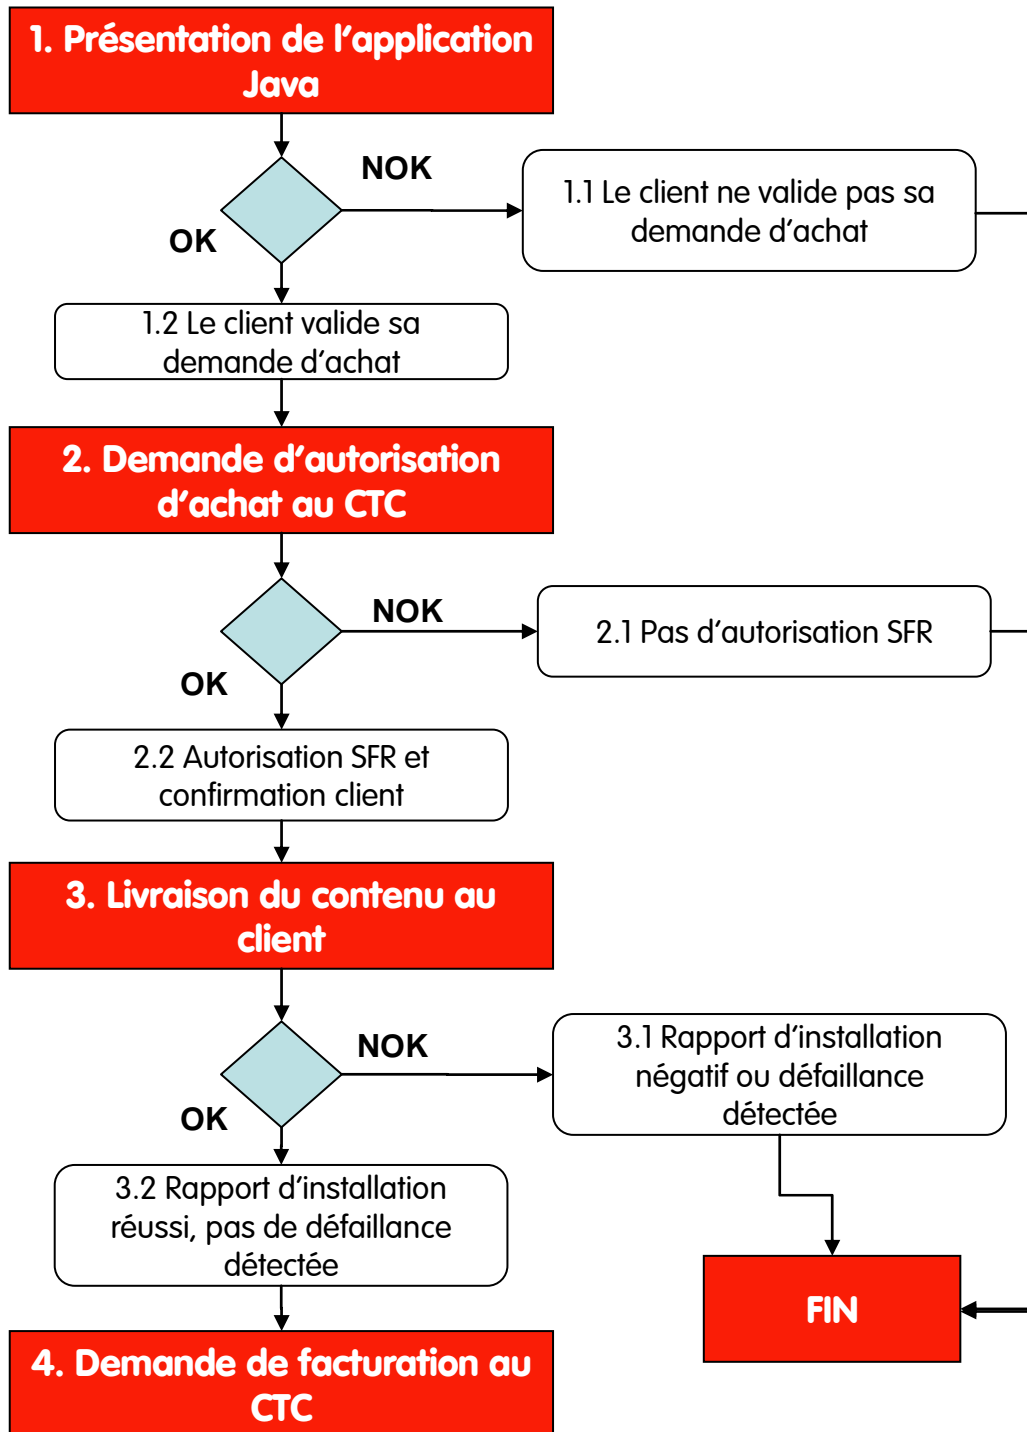 1. Présentation de l’application
Java
NOK
1.1 Le client ne valide pas sa
demande d’achat
OK
1.2 Le client valide sa
demande d’achat
2. Demande d’autorisation
d’achat au CTC
NOK
2.1 Pas d’autorisation SFR
OK
2.2 Autorisation SFR et
confirmation client
3. Livraison du contenu au
client
NOK
3.1 Rapport d’installation
négatif ou défaillance
détectée
OK
3.2 Rapport d’installation
réussi, pas de défaillance
détectée
FIN
4. Demande de facturation au
CTC